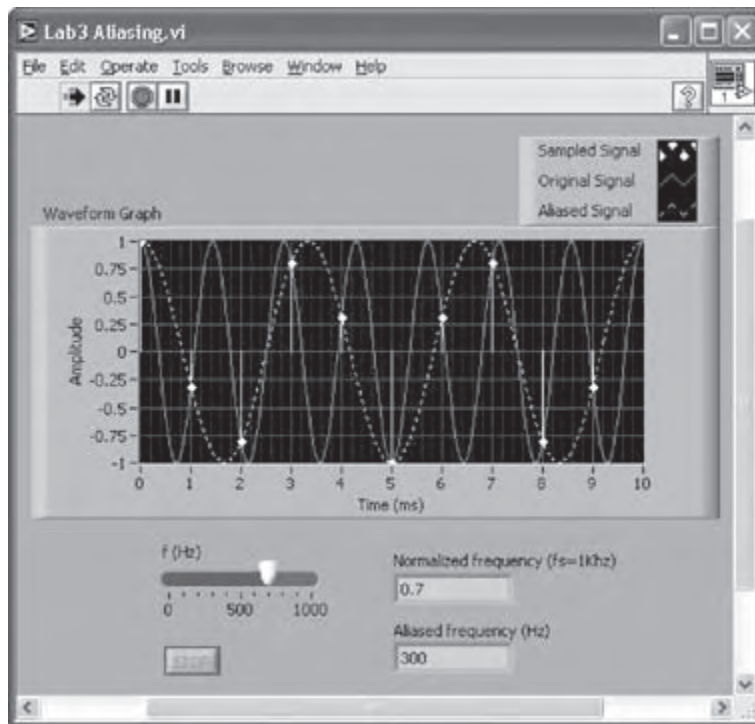 Lab3 Aliasing.vi
File Edit Operate Tools Browse Window Help
1
Sampled Signal
Original Signal
Aliased Signal
Waveform Graph
Amplitude
1
0.75
0.5
0.25
0
-0.25
-0.5
-0.75
-1
0 1 2 3 4 5 6 7 8 9 10
Time (ms)
f (Hz)
0 500 1000
STOP
Normalized frequency (fs=1Khz)
0.7
Aliased frequency (Hz)
300